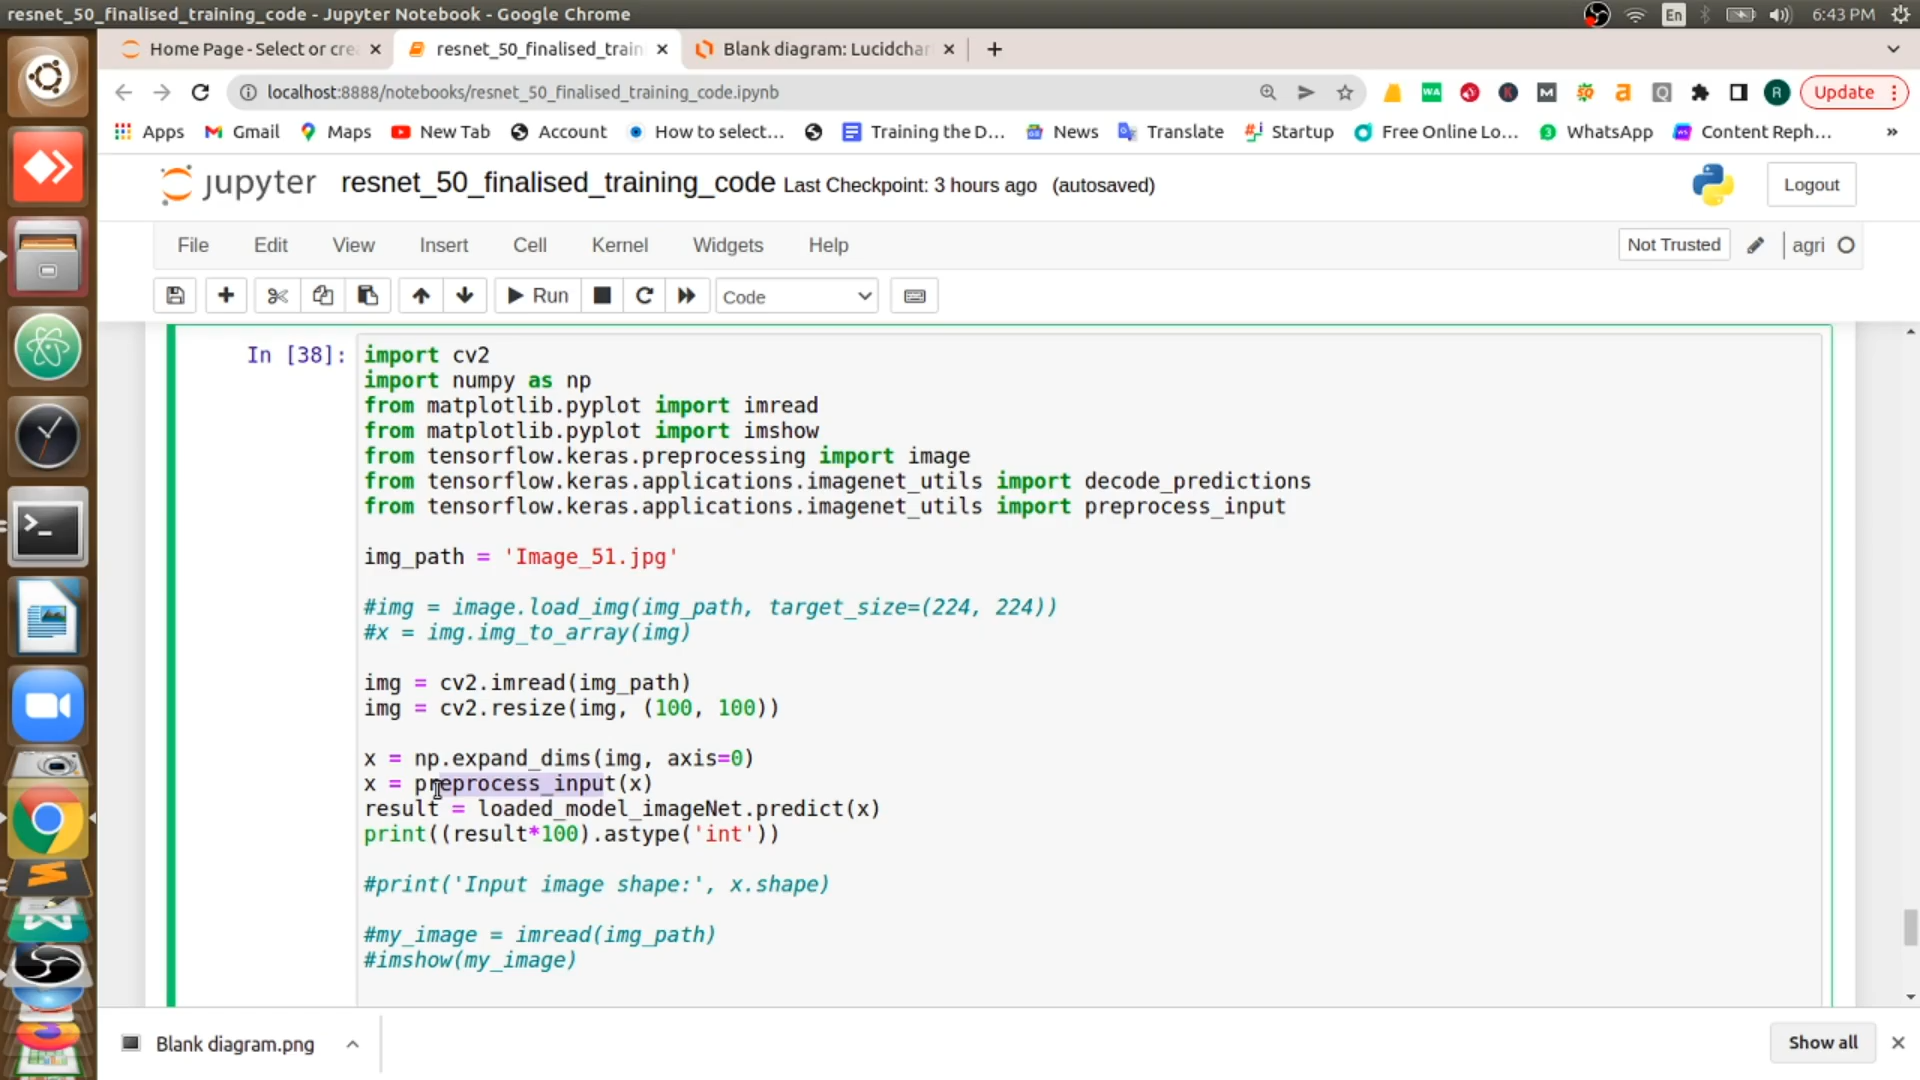 resnet_50_finalised_training_code - Jupyter Notebook - Google Chrome
En
6:43 PM
Home Page - Select or cre
resnet_50_finalised_train
Blank diagram: Lucidchar
localhost:8888/notebooks/resnet_50_finalised_training_code.ipynb
WA
M
a
Q
R
Update
Apps
Gmail
Maps
New Tab
Account
How to select...
Training the D...
News
Translate
Startup
Free Online Lo...
WhatsApp
Content Reph...
»
jupyter resnet_50_finalised_training_code Last Checkpoint: 3 hours ago (autosaved)
Logout
File
Edit
View
Insert
Cell
Kernel
Widgets
Help
Not Trusted
agri
Run
Code
In [38]:
import cv2
import numpy as np
from matplotlib.pyplot import imread
from matplotlib.pyplot import imshow
from tensorflow.keras.preprocessing import image
from tensorflow.keras.applications.imagenet_utils import decode_predictions
from tensorflow.keras.applications.imagenet_utils import preprocess_input
img_path = 'Image_51.jpg'
#img = image.load_img(img_path, target_size=(224, 224))
#x = img.img_to_array(img)
img = cv2.imread(img_path)
img = cv2.resize(img, (100, 100))
x = np.expand_dims(img, axis=0)
x = preprocess_input(x)
result = loaded_model_imageNet.predict(x)
print((result*100).astype('int'))
#print('Input image shape:', x.shape)
#my_image = imread(img_path)
#imshow(my_image)
Blank diagram.png
Show all